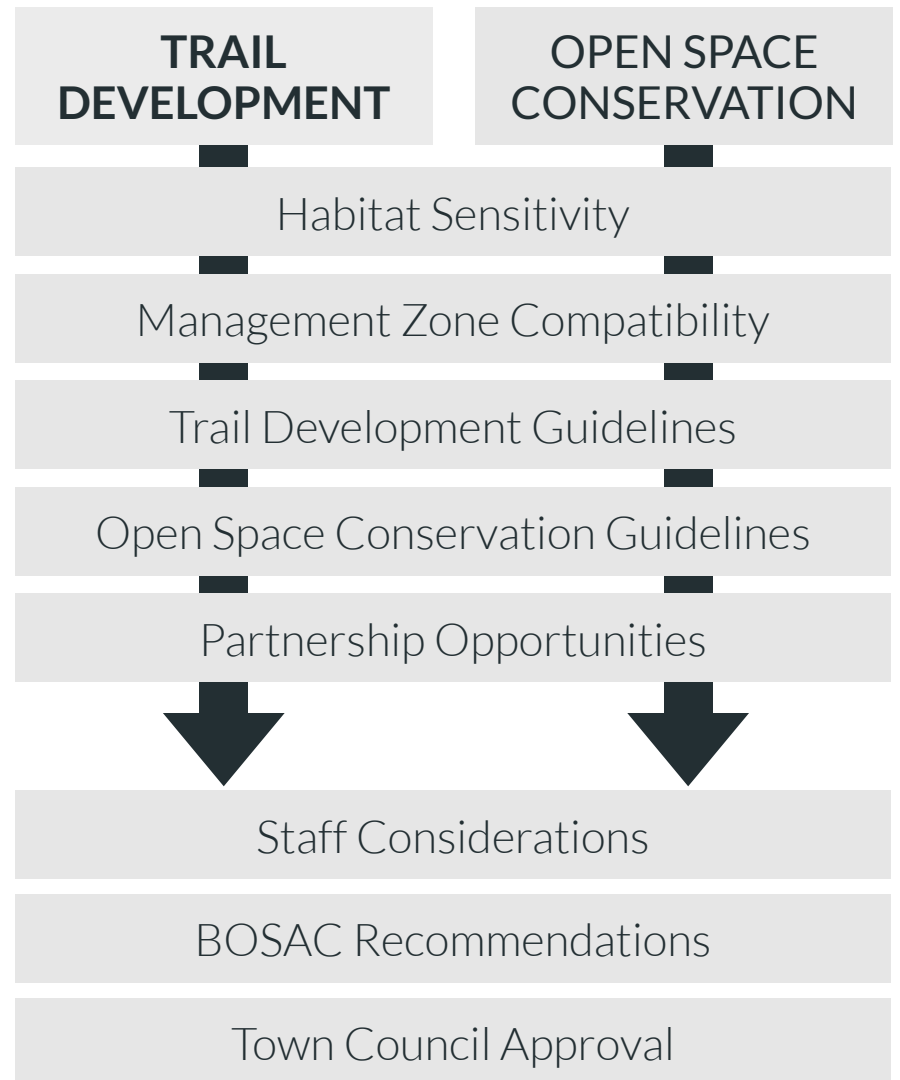 TRAIL
DEVELOPMENT
OPEN SPACE
CONSERVATION
Habitat Sensitivity
Management Zone Compatibility
Trail Development Guidelines
Open Space Conservation Guidelines
Partnership Opportunities
Staff Considerations
BOSAC Recommendations
Town Council Approval